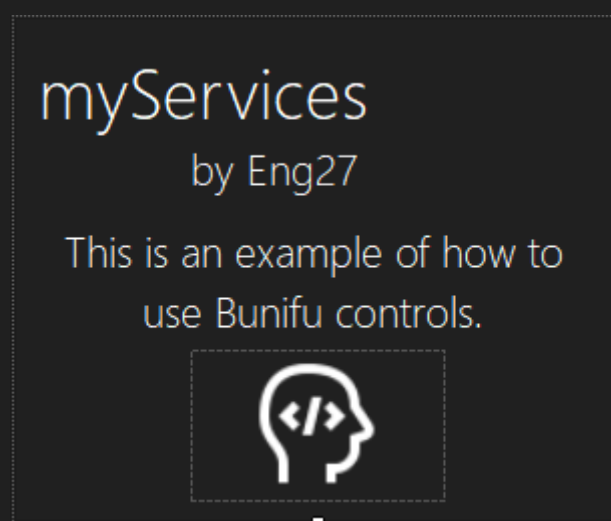 myServices
by Eng27
This is an example of how to
use Bunifu controls.
</>